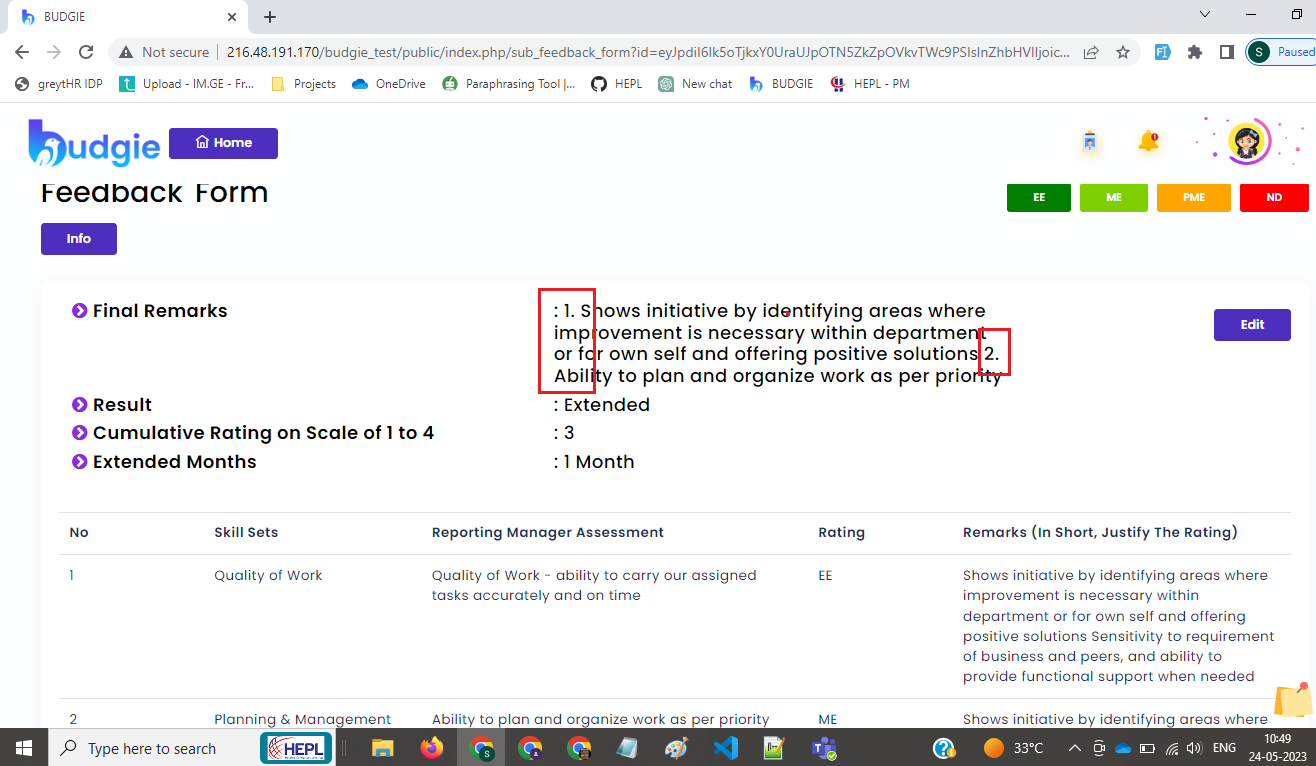 BUDGIE
Not secure
216.48.191.170/budgie_test/public/index.php/sub_feedback_form?id=eyJpdiI6Ik5oTjkxY0UraUJpOTN5ZkZpOVkvTWc9PSIsInZhbHVlIjoic...
S
Paused
greytHR IDP
Upload - IM.GE - Fr...
Projects
OneDrive
Paraphrasing Tool |...
HEPL
New chat
BUDGIE
HEPL - PM
budgie
Home
Feedback Form
EE
ME
PME
ND
Info
Final Remarks
: 1. Shows initiative by identifying areas where
improvement is necessary within department
or for own self and offering positive solutions 2.
Ability to plan and organize work as per priority
Edit
Result
: Extended
Cumulative Rating on Scale of 1 to 4
: 3
Extended Months
: 1 Month
No
Skill Sets
Reporting Manager Assessment
Rating
Remarks (In Short, Justify The Rating)
1
Quality of Work
Quality of Work - ability to carry our assigned
tasks accurately and on time
EE
Shows initiative by identifying areas where
improvement is necessary within
department or for own self and offering
positive solutions Sensitivity to requirement
of business and peers, and ability to
provide functional support when needed
2
Planning & Management
Ability to plan and organize work as per priority
ME
Shows initiative by identifying areas where
Type here to search
HEPL
33°C
ENG
10:49
24-05-2023